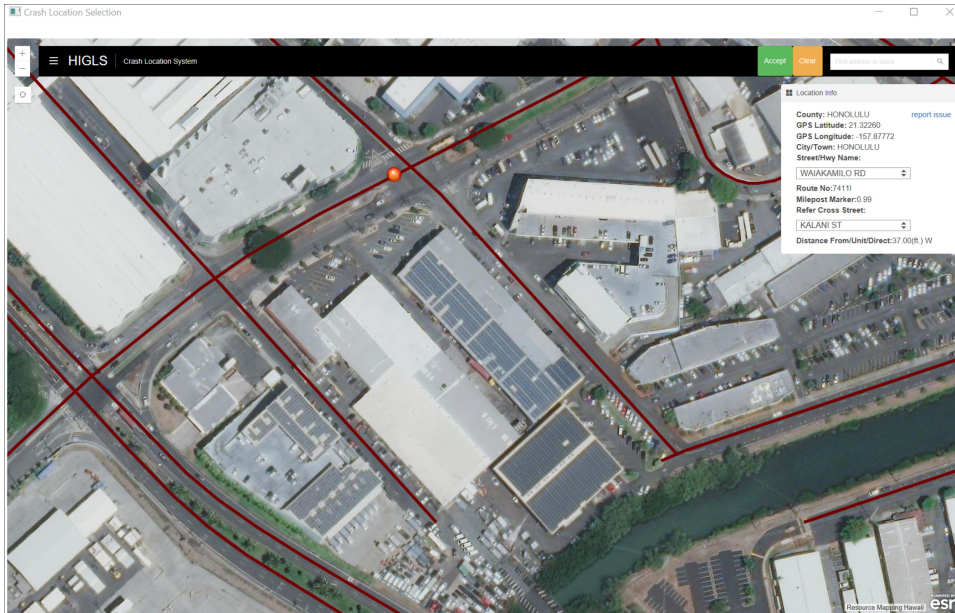 Crash Location Selection
HIGLS
Crash Location System
Accept
Clear
Find address or place
Location Info
County: HONOLULU
report issue
GPS Latitude: 21.32260
GPS Longitude: -157.87772
City/Town: HONOLULU
Street/Hwy Name:
WAIAKAMILO RD
Route No:7411I
Milepost Marker:0.99
Refer Cross Street:
KALANI ST
Distance From/Unit/Direct:37.00(ft.) W
Resource Mapping Hawaii
POWERED BY
esri